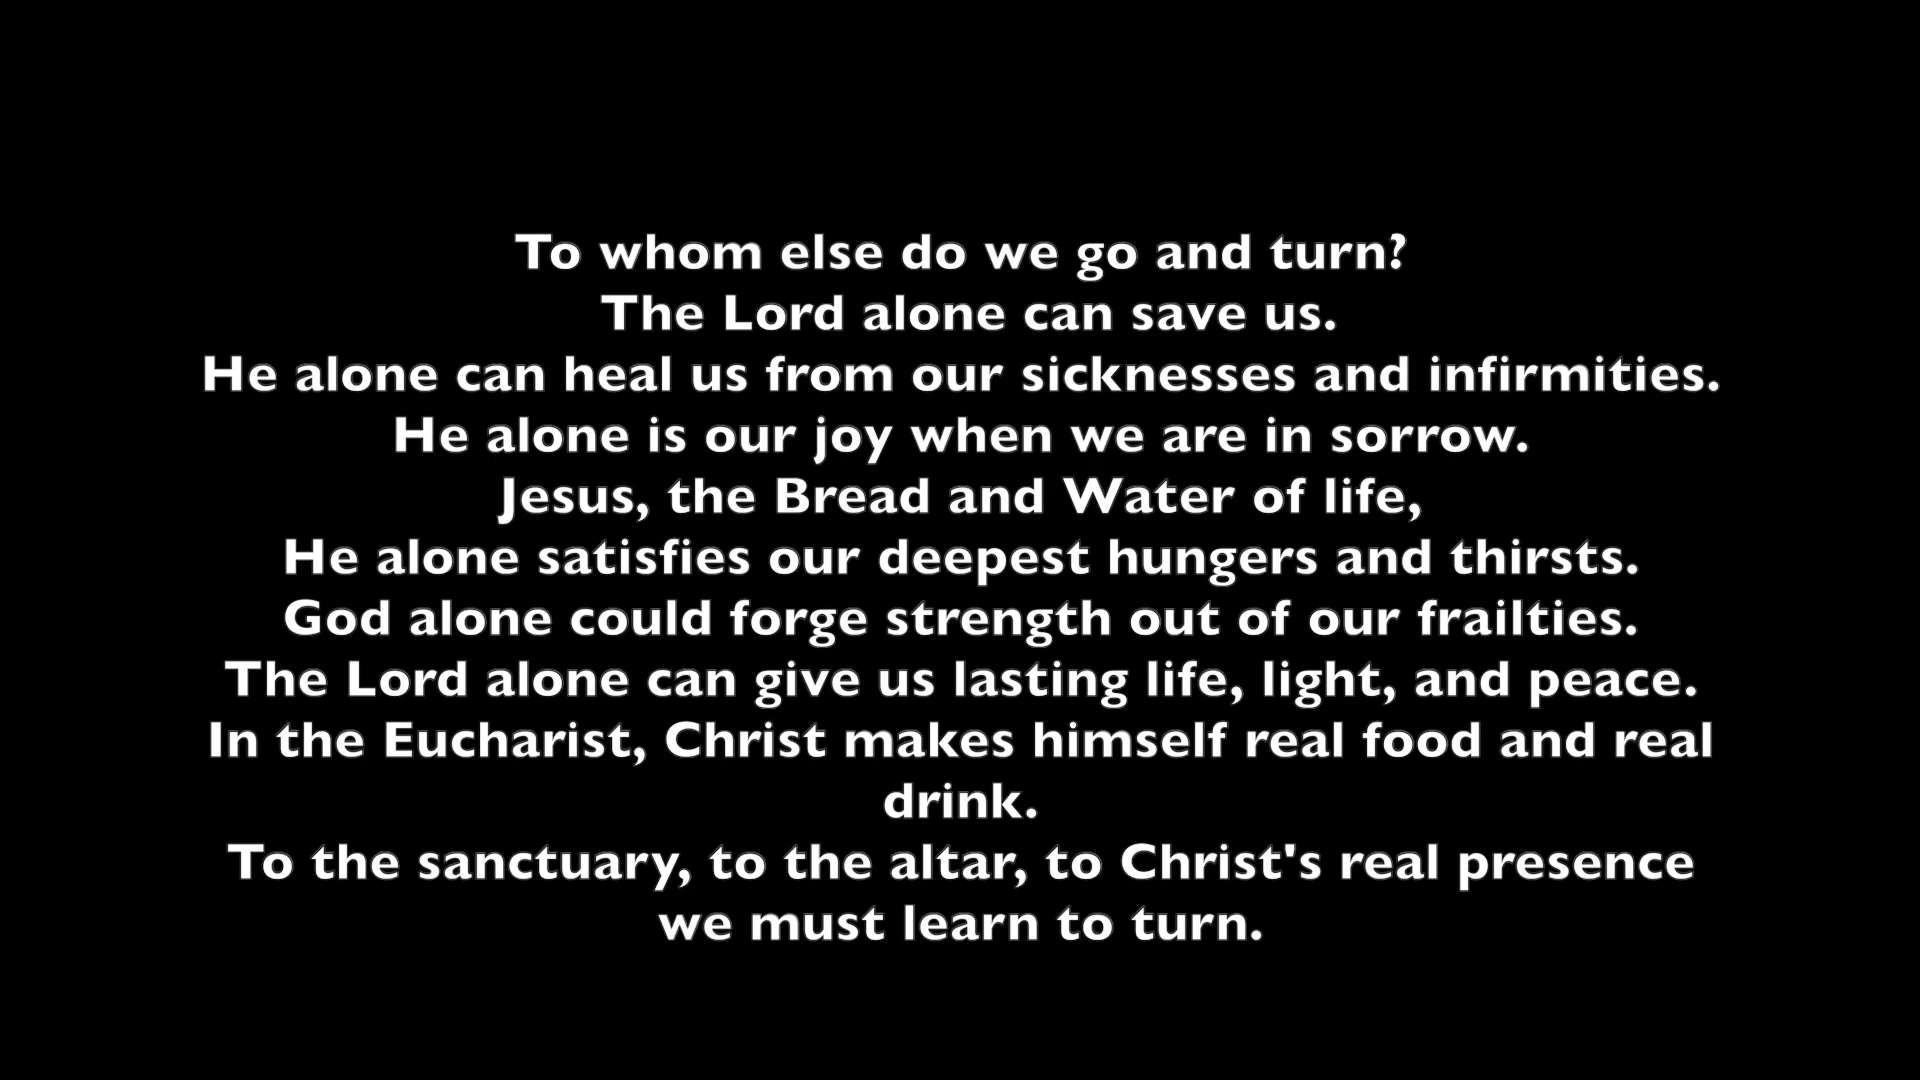 To whom else do we go and turn?
The Lord alone can save us.
He alone can heal us from our sicknesses and infirmities.
He alone is our joy when we are in sorrow.
Jesus, the Bread and Water of life,
He alone satisfies our deepest hungers and thirsts.
God alone could forge strength out of our frailties.
The Lord alone can give us lasting life, light, and peace.
In the Eucharist, Christ makes himself real food and real
drink.
To the sanctuary, to the altar, to Christ's real presence
we must learn to turn.